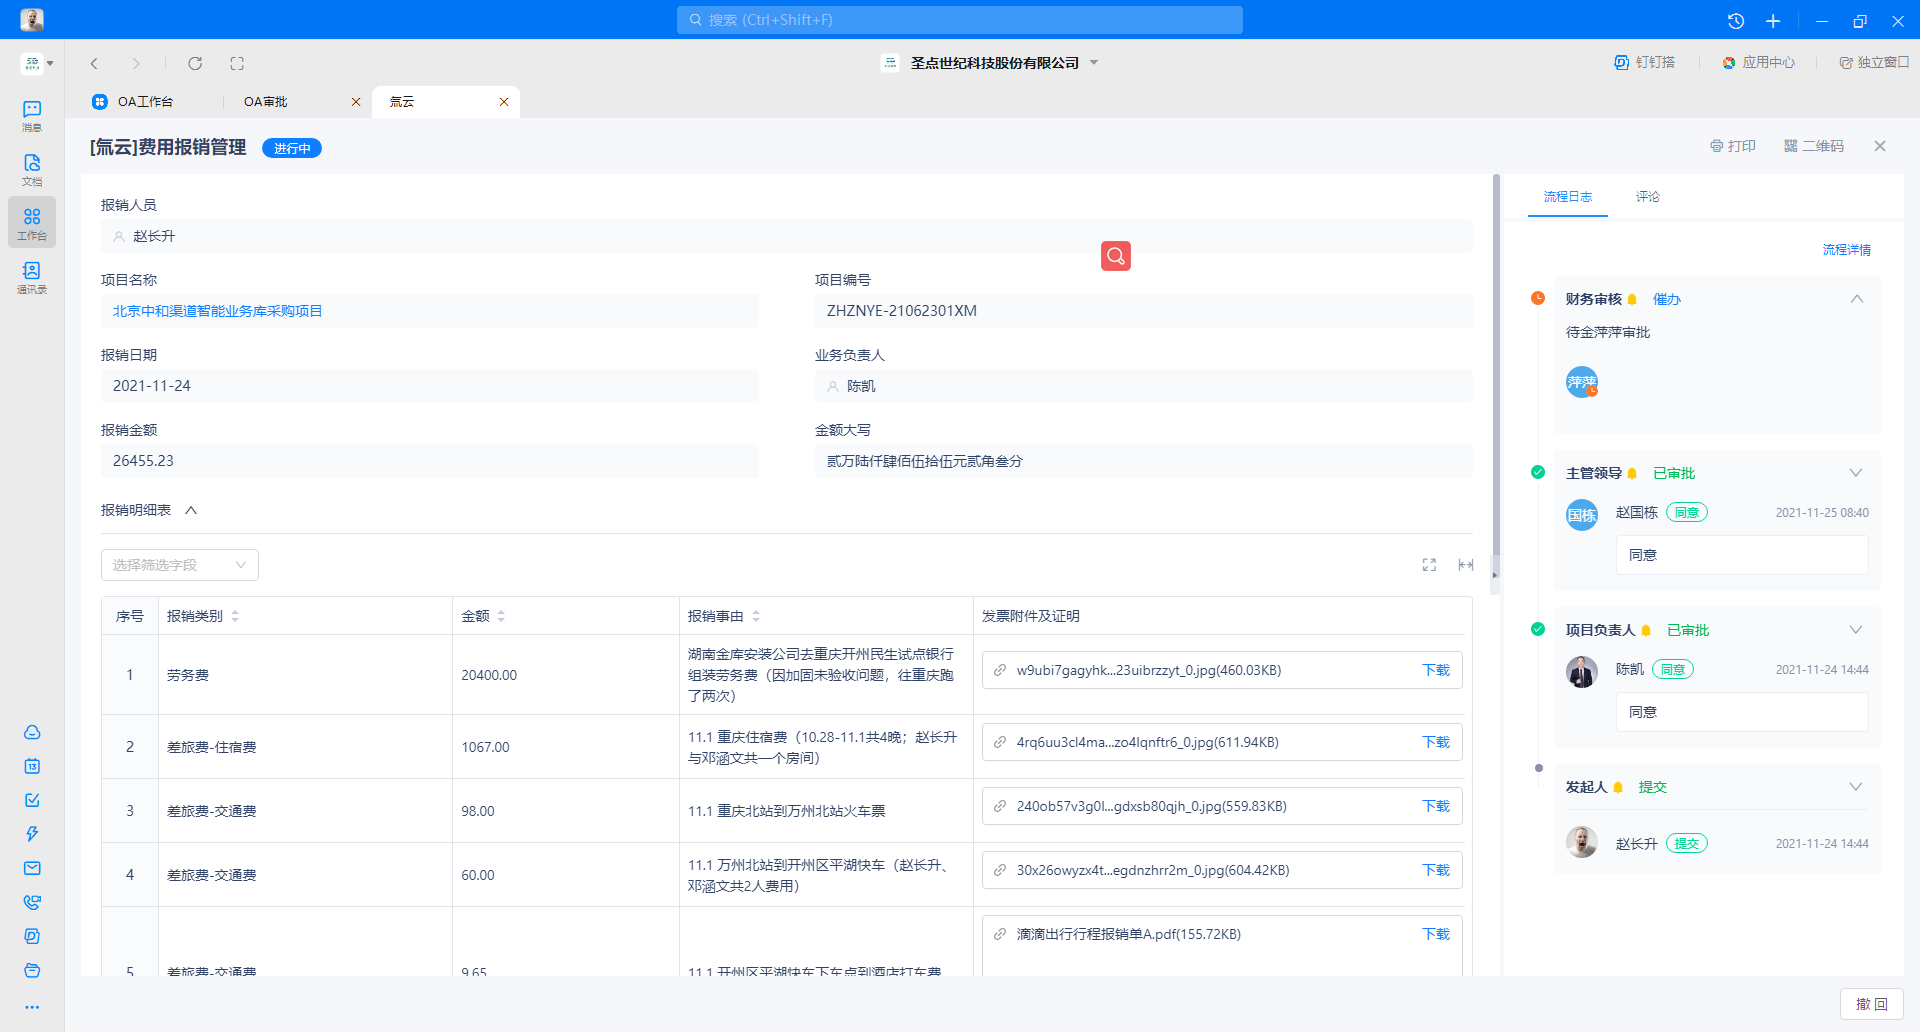 搜索 (Ctrl+Shift+F)
圣点世纪科技股份有限公司
钉钉搭
应用中心
独立窗口
OA工作台
OA审批
氚云
消息
文档
工作台
通讯录
13
[氚云]费用报销管理
进行中
打印
二维码
报销人员
赵长升
项目名称
北京中和渠道智能业务库采购项目
项目编号
ZHZNYE-21062301XM
报销日期
2021-11-24
业务负责人
陈凯
报销金额
26455.23
金额大写
贰万陆仟肆佰伍拾伍元贰角叁分
报销明细表
选择筛选字段
序号 报销类别 金额 报销事由 发票附件及证明
1 劳务费 20400.00
湖南金库安装公司去重庆开州民生试点银行
组装劳务费（因加固未验收问题，往重庆跑
了两次）
w9ubi7gagyhk...23uibrzzyt_0.jpg(460.03KB) 下载
2 差旅费-住宿费 1067.00
11.1 重庆住宿费（10.28-11.1共4晚；赵长升
与邓涵文共一个房间）
4rq6uu3cl4ma...zo4lqnftr6_0.jpg(611.94KB) 下载
3 差旅费-交通费 98.00 11.1 重庆北站到万州北站火车票
240ob57v3g0l...gdxsb80qjh_0.jpg(559.83KB) 下载
4 差旅费-交通费 60.00
11.1 万州北站到开州区平湖快车（赵长升、
邓涵文共2人费用）
30x26owyzx4t...egdnzhrr2m_0.jpg(604.42KB) 下载
5 差旅费-交通费 9.65 11.1 开州区平湖快车下车点到酒店打车费
滴滴出行行程报销单A.pdf(155.72KB) 下载
流程日志
评论
流程详情
财务审核 催办
待金萍萍审批
萍萍
主管领导 已审批
国栋
赵国栋 同意 2021-11-25 08:40
同意
项目负责人 已审批
陈凯 同意 2021-11-24 14:44
同意
发起人 提交
赵长升 提交 2021-11-24 14:44
撤 回